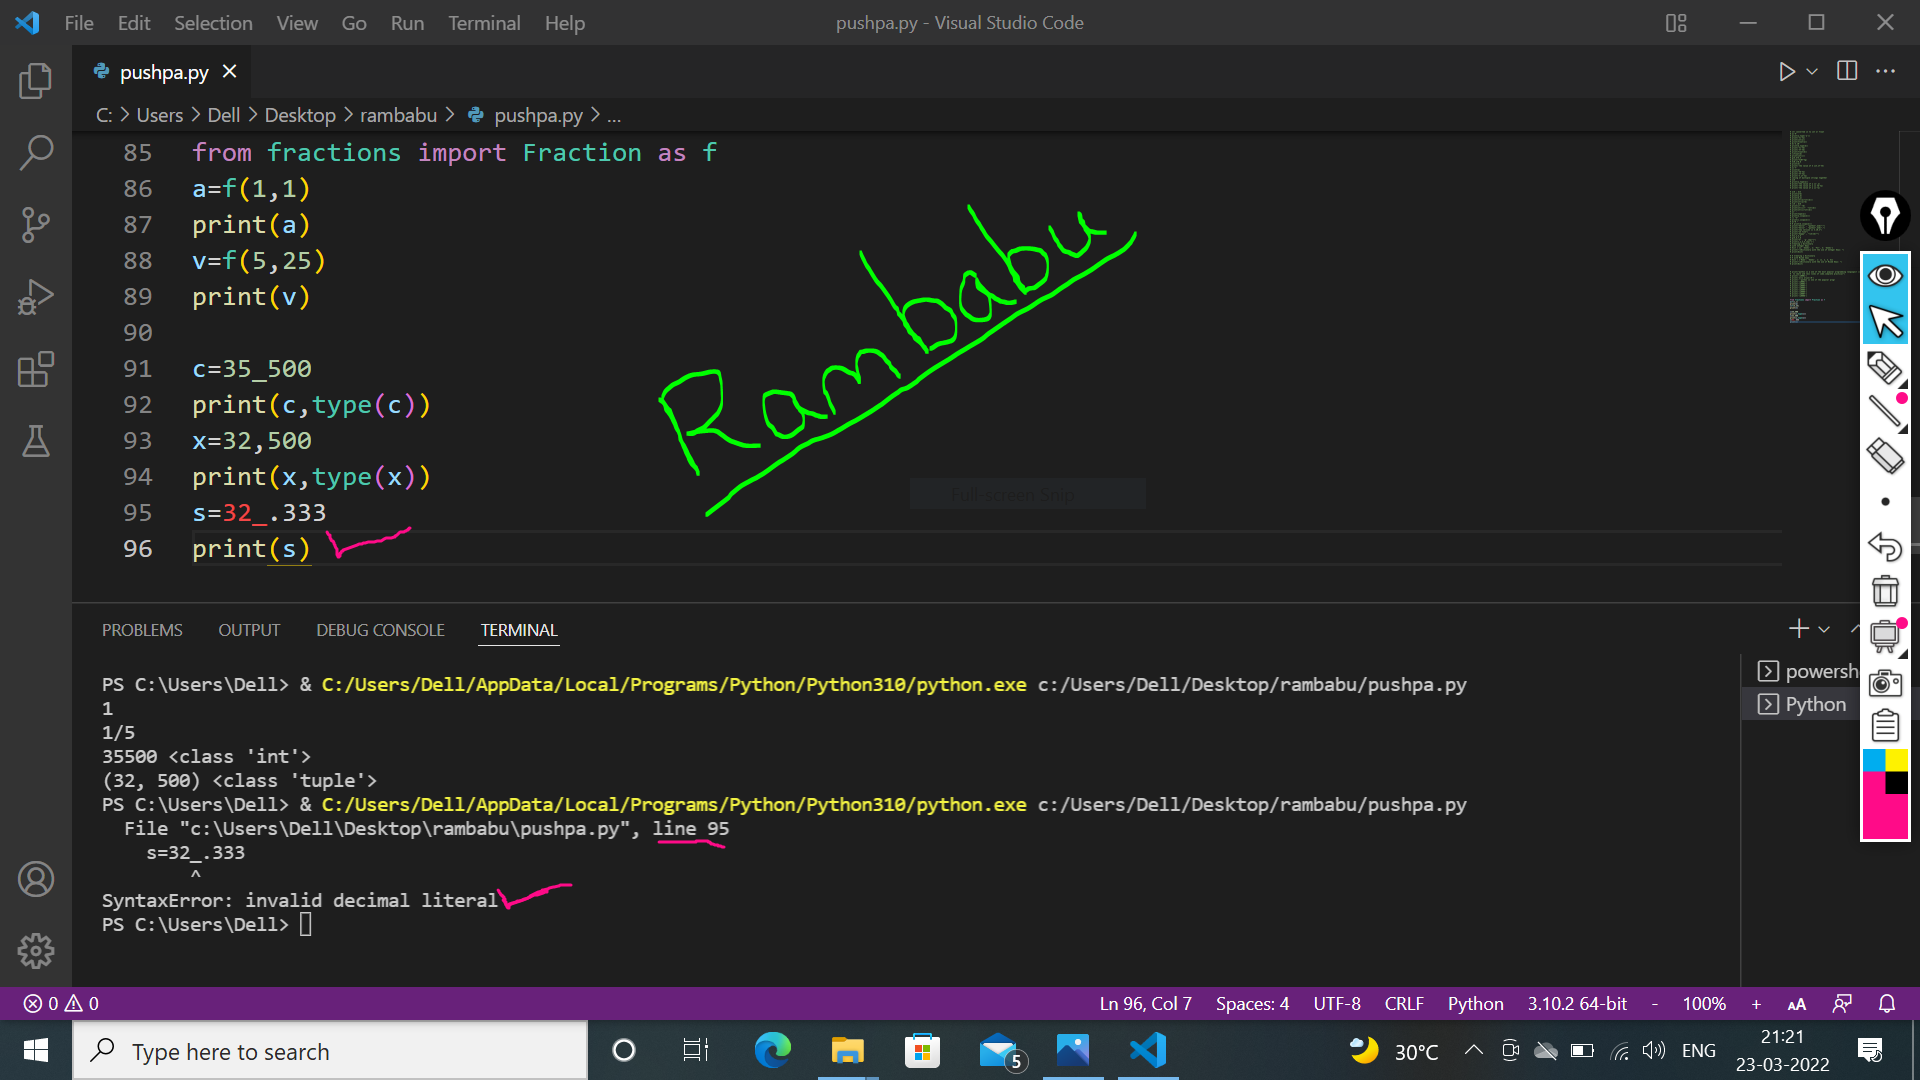 File Edit Selection View Go Run Terminal Help
pushpa.py - Visual Studio Code
pushpa.py
C: > Users > Dell > Desktop > rambabu > pushpa.py > ...
85 from fractions import Fraction as f
86 a=f(1,1)
87 print(a)
88 v=f(5,25)
89 print(v)
90
91 c=35_500
92 print(c,type(c))
93 x=32,500
94 print(x,type(x))
95 s=32_.333
96 print(s)
Rambabu
Full-screen Snip
PROBLEMS OUTPUT DEBUG CONSOLE TERMINAL
PS C:\Users\Dell> & C:/Users/Dell/AppData/Local/Programs/Python/Python310/python.exe c:/Users/Dell/Desktop/rambabu/pushpa.py
1
1/5
35500 <class 'int'>
(32, 500) <class 'tuple'>
PS C:\Users\Dell> & C:/Users/Dell/AppData/Local/Programs/Python/Python310/python.exe c:/Users/Dell/Desktop/rambabu/pushpa.py
File "c:\Users\Dell\Desktop\rambabu\pushpa.py", line 95
s=32_.333
^
SyntaxError: invalid decimal literal
PS C:\Users\Dell>
powersh
Python
0 0
Ln 96, Col 7 Spaces: 4 UTF-8 CRLF Python 3.10.2 64-bit - 100% + AA
Type here to search
5
30°C
ENG
21:21
23-03-2022